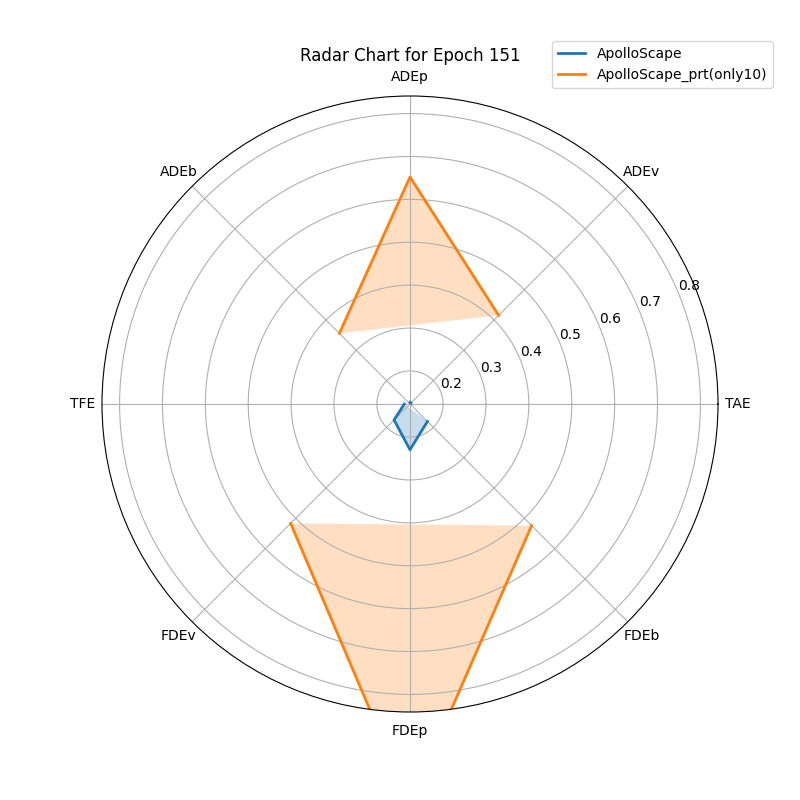 Radar Chart for Epoch 151
ApolloScape
ApolloScape_prt(only10)
ADEp
ADEb
ADEv
0.8
0.7
0.6
0.5
0.4
0.3
0.2
TFE
TAE
FDEv
FDEb
FDEp